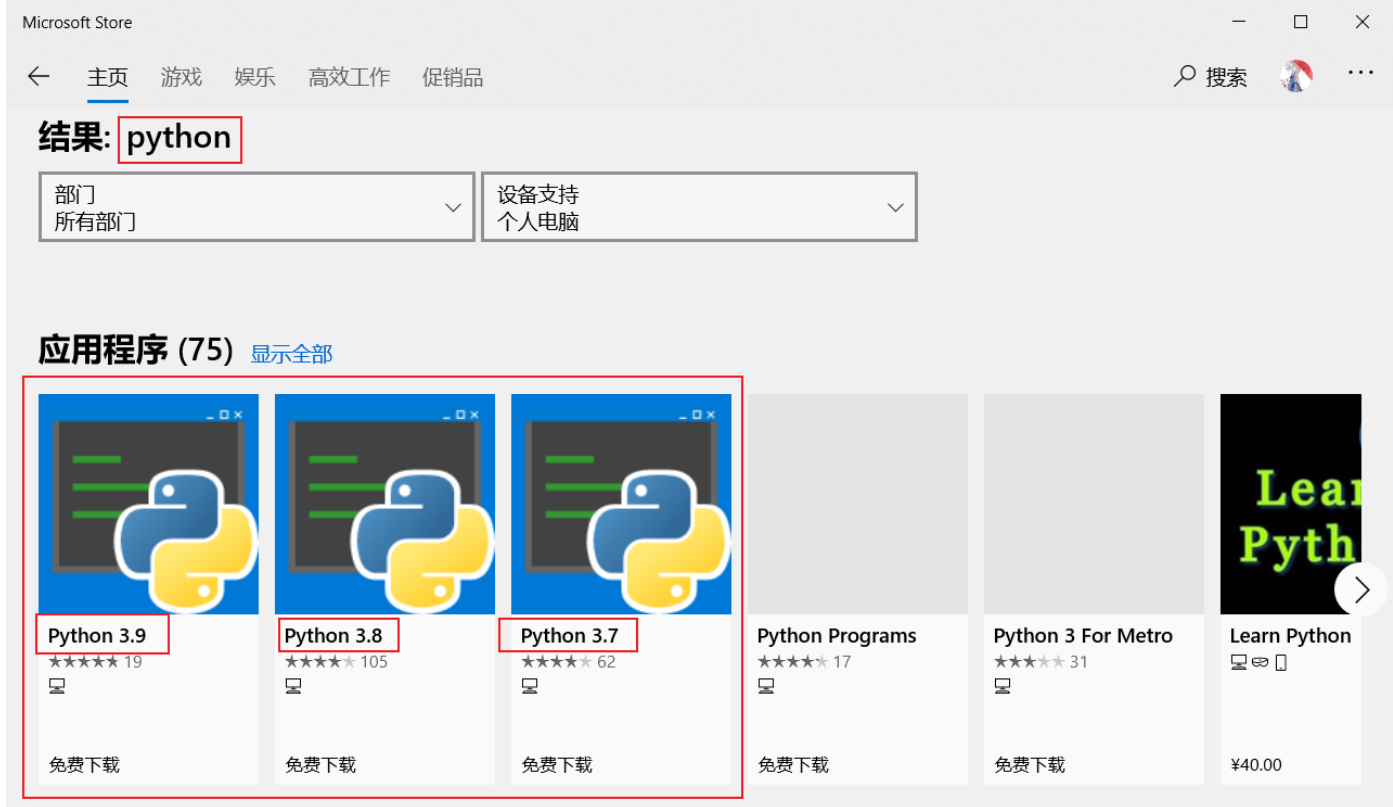 Microsoft Store
主页 游戏 娱乐 高效工作 促销品 搜索
结果: python
部门
所有部门
设备支持
个人电脑
应用程序 (75) 显示全部
Python 3.9
19
免费下载
Python 3.8
105
免费下载
Python 3.7
62
免费下载
Python Programs
17
免费下载
Python 3 For Metro
31
免费下载
Learn Python
¥40.00